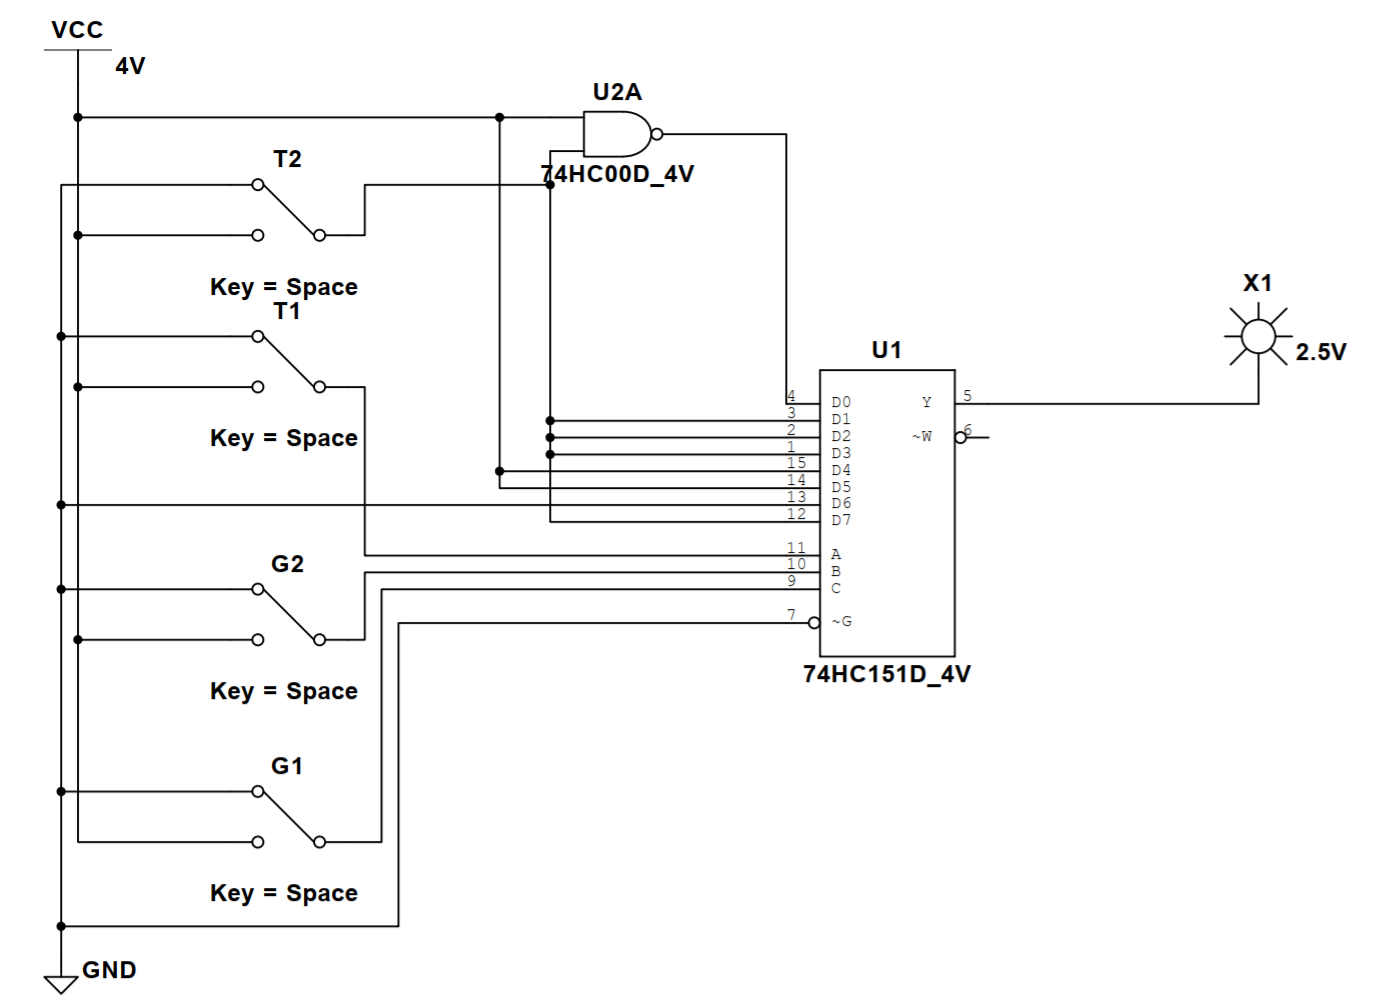 VCC
4V
U2A
74HC00D_4V
T2
Key = Space
T1
Key = Space
X1
2.5V
U1
4 D0 Y 5
3 D1
2 D2 ~W 6
1 D3
15 D4
14 D5
13 D6
12 D7
11 A
10 B
9 C
7 ~G
74HC151D_4V
G2
Key = Space
G1
Key = Space
GND